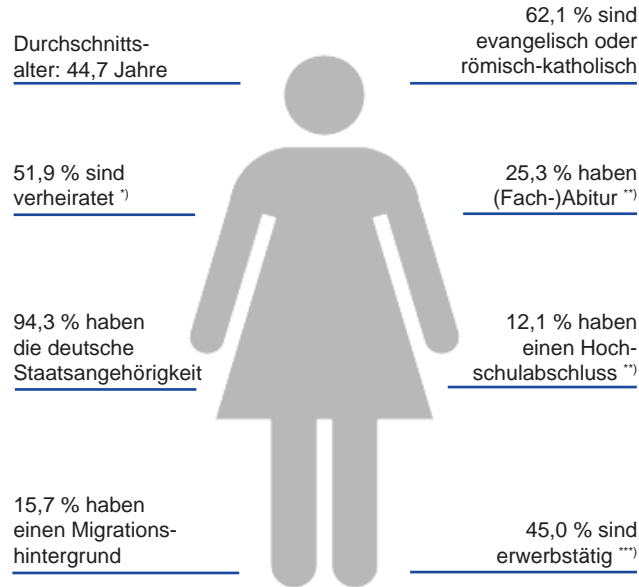 Durchschnitts-
alter: 44,7 Jahre
62,1 % sind
evangelisch oder
römisch-katholisch
51,9 % sind
verheiratet *)
25,3 % haben
(Fach-)Abitur **)
94,3 % haben
die deutsche
Staatsangehörigkeit
12,1 % haben
einen Hoch-
schulabschluss **)
15,7 % haben
einen Migrations-
hintergrund
45,0 % sind
erwerbstätig ***)